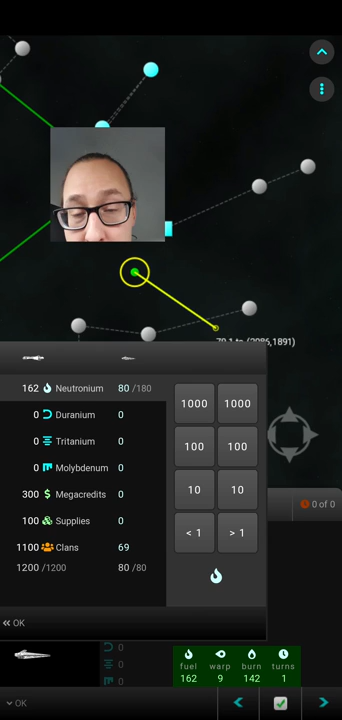 79.1 to (2086,1891)
162 Neutronium 80 /180
0 Duranium 0
0 Tritanium 0
0 Molybdenum 0
300 Megacredits 0
100 Supplies 0
1100 Clans 69
1200 /1200 80 / 80
1000 1000
100 100
10 10
< 1 > 1
0 of 0
« OK
0
0
0
fuel warp burn turns
162 9 142 1
OK